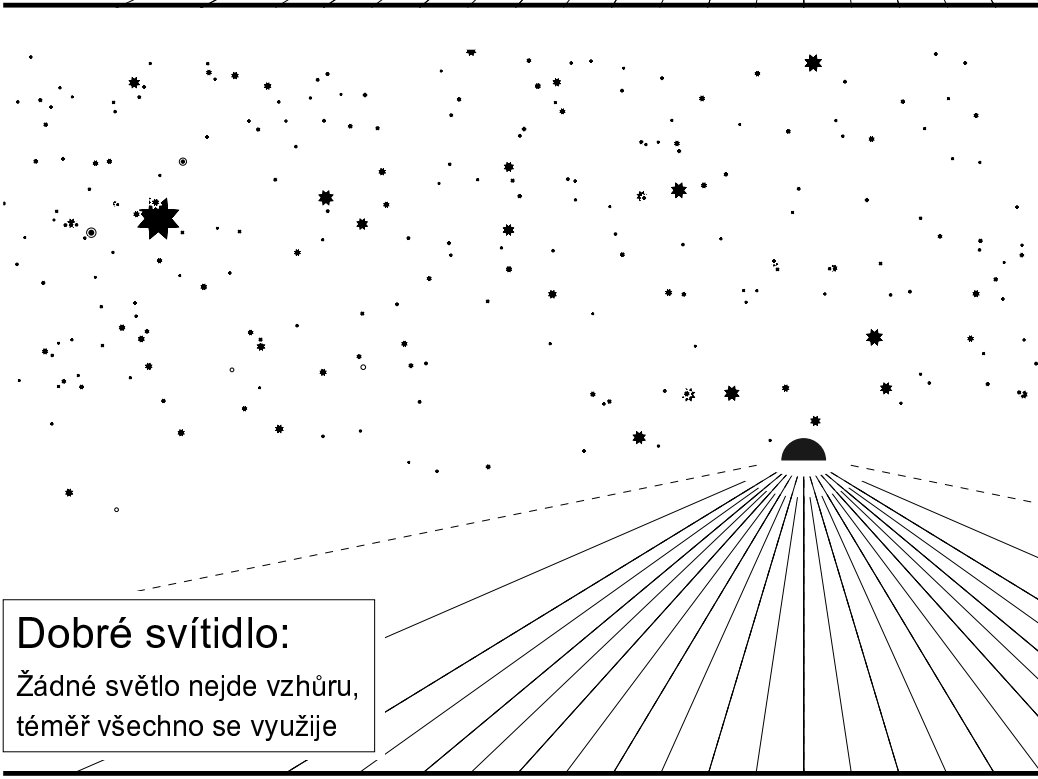 Dobré svítidlo:
Žádné světlo nejde vzhůru,
téměř všechno se využije